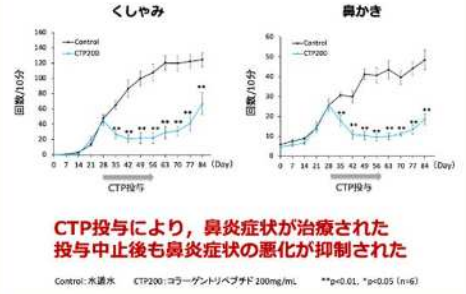 くしゃみ
鼻かき
回数/10分
160
140
120
100
80
60
40
20
0
Control
CTP200
** ** ** ** ** ** ** **
0 7 14 21 28 35 42 49 56 63 70 77 84 (Day)
CTP投与
回数/10分
60
50
40
30
20
10
0
Control
CTP200
** ** ** ** ** ** ** **
0 7 14 21 28 35 42 49 56 63 70 77 84 (Day)
CTP投与
CTP投与により，鼻炎症状が治療された
投与中止後も鼻炎症状の悪化が抑制された
Control: 水道水 CTP200:コラーゲントリペプチド 200mg/mL **p<0.01, *p<0.05 (n=6)